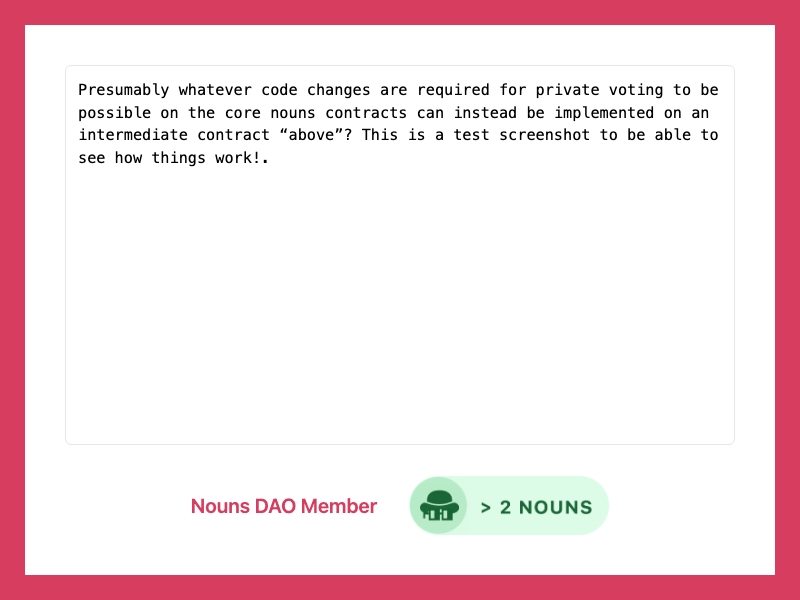 Presumably whatever code changes are required for private voting to be
possible on the core nouns contracts can instead be implemented on an
intermediate contract “above”? This is a test screenshot to be able to
see how things work!.
Nouns DAO Member
> 2 NOUNS